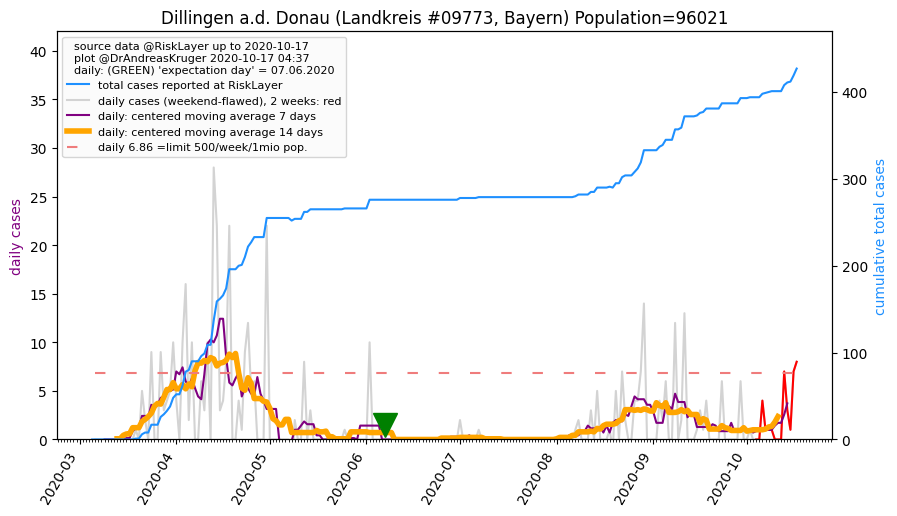 Dillingen a.d. Donau (Landkreis #09773, Bayern) Population=96021
source data @RiskLayer up to 2020-10-17
plot @DrAndreasKruger 2020-10-17 04:37
daily: (GREEN) 'expectation day' = 07.06.2020
total cases reported at RiskLayer
daily cases (weekend-flawed), 2 weeks: red
daily: centered moving average 7 days
daily: centered moving average 14 days
daily 6.86 =limit 500/week/1mio pop.
daily cases
40
35
30
25
20
15
10
5
0
cumulative total cases
400
300
200
100
0
2020-03
2020-04
2020-05
2020-06
2020-07
2020-08
2020-09
2020-10